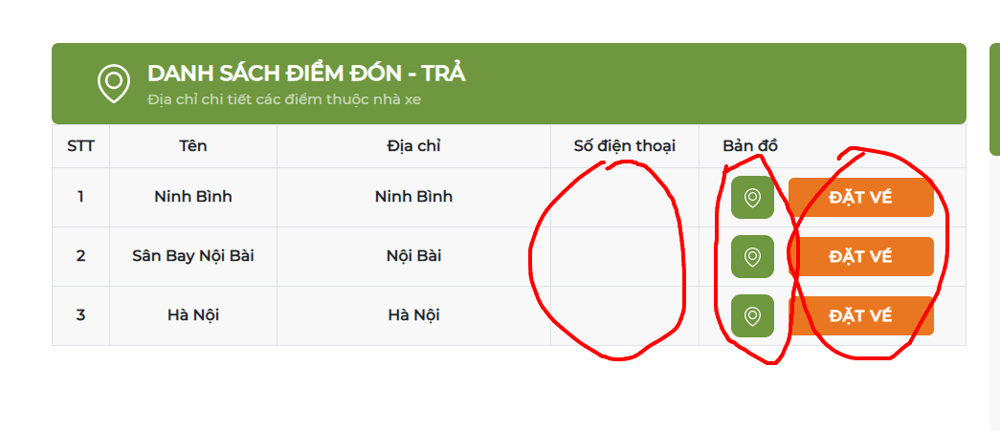 DANH SÁCH ĐIỂM ĐÓN - TRẢ
Địa chỉ chi tiết các điểm thuộc nhà xe
STT Tên Địa chỉ Số điện thoại Bản đồ
1 Ninh Bình Ninh Bình ĐẶT VÉ
2 Sân Bay Nội Bài Nội Bài ĐẶT VÉ
3 Hà Nội Hà Nội ĐẶT VÉ